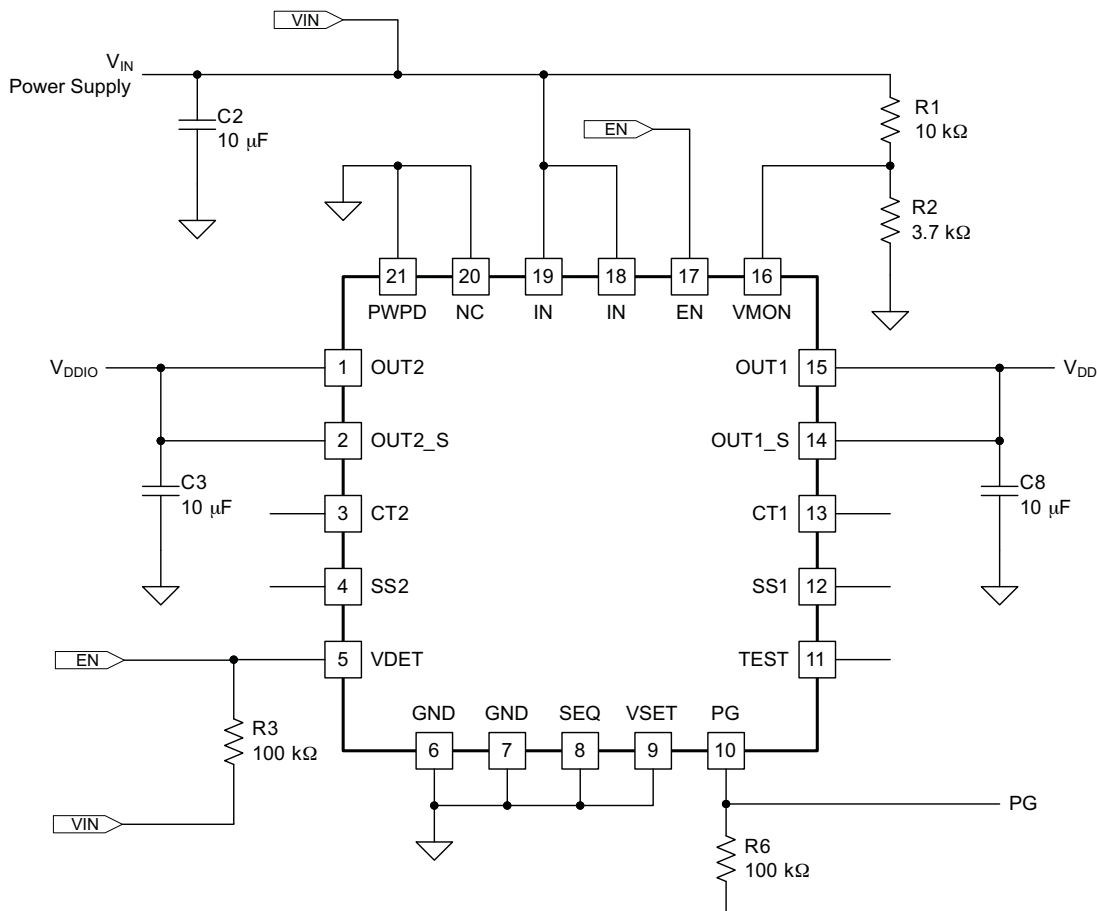 VIN
VIN
Power Supply
C2
10 μF
EN
R1
10 kΩ
R2
3.7 kΩ
21
20
19
18
17
16
PWPD
NC
IN
IN
EN
VMON
VDDIO
1
OUT2
OUT1
15
VDD
2
OUT2_S
OUT1_S
14
C3
10 μF
C8
10 μF
3
CT2
CT1
13
4
SS2
SS1
12
EN
5
VDET
TEST
11
GND
GND
SEQ
VSET
PG
R3
100 kΩ
6
7
8
9
10
VIN
PG
R6
100 kΩ